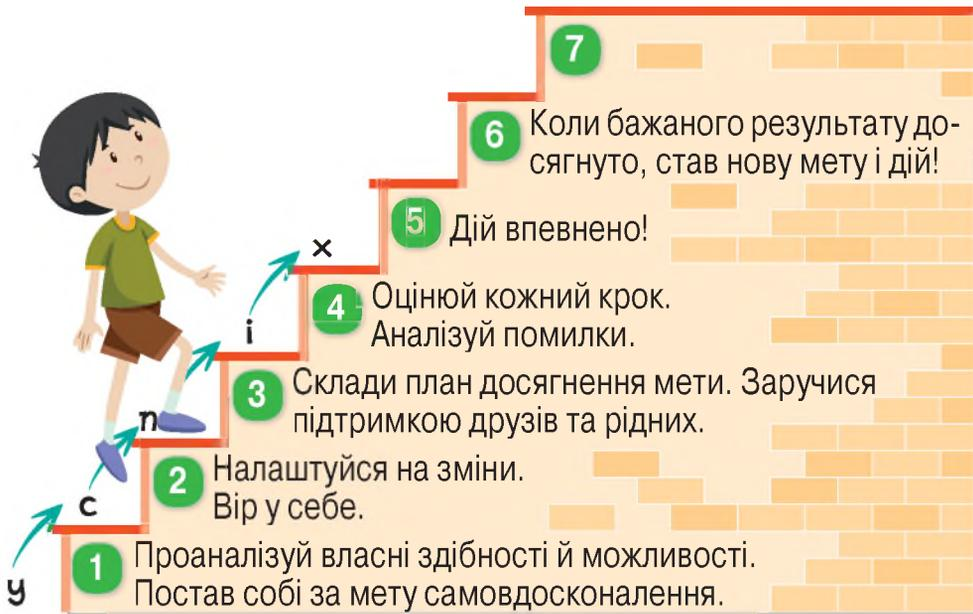 7
6 Коли бажаного результату до-
сягнуто, став нову мету і дій!
5 Дій впевнено!
х
4 Оцінюй кожний крок.
Аналізуй помилки.
і
3 Склади план досягнення мети. Заручися
підтримкою друзів та рідних.
п
2 Налаштуйся на зміни.
Вір у себе.
с
1 Проаналізуй власні здібності й можливості.
Постав собі за мету самовдосконалення.
у